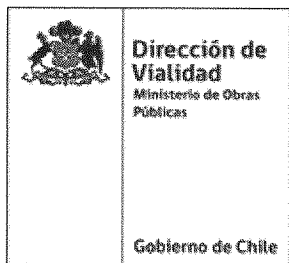 Dirección de
Vialidad
Ministerio de Obras
Públicas
Gobierno de Chile